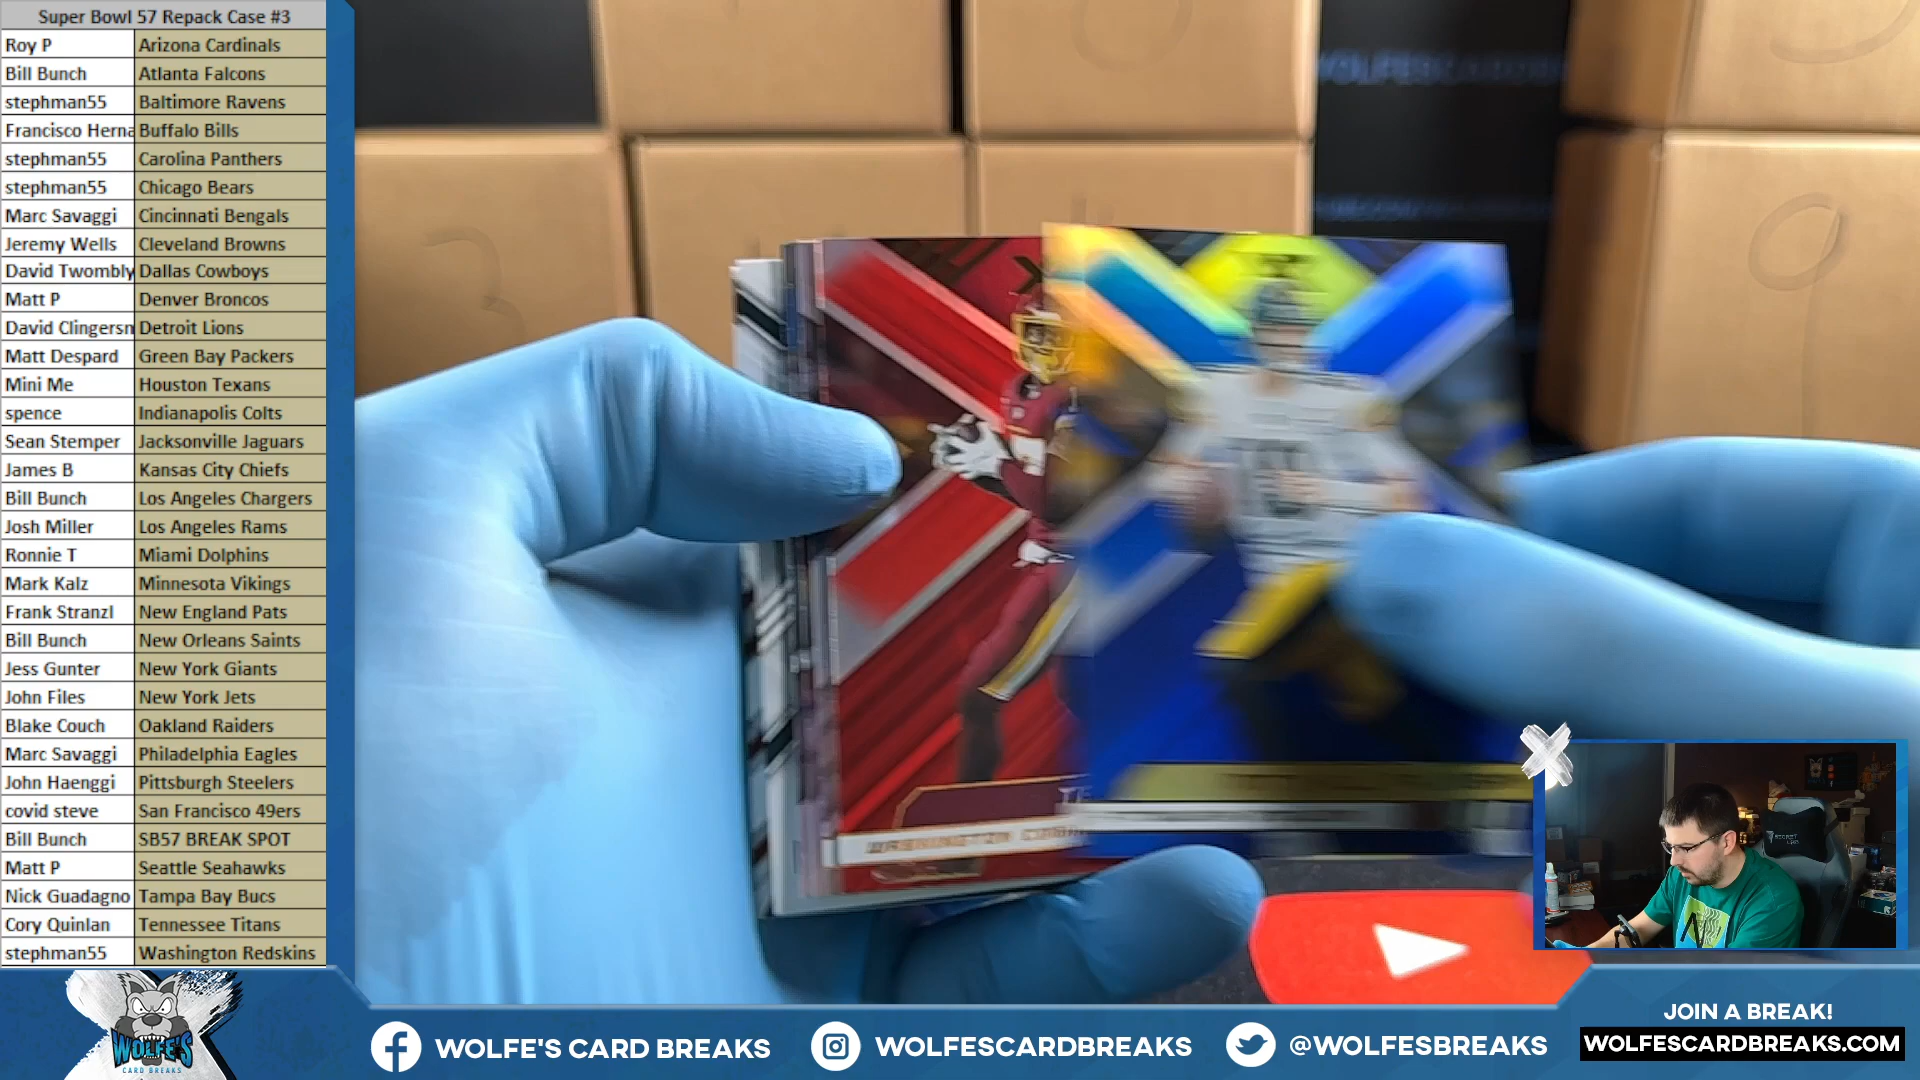 Super Bowl 57 Repack Case #3
Roy P Arizona Cardinals
Bill Bunch Atlanta Falcons
stephman55 Baltimore Ravens
Francisco Herna Buffalo Bills
stephman55 Carolina Panthers
stephman55 Chicago Bears
Marc Savaggi Cincinnati Bengals
Jeremy Wells Cleveland Browns
David Twombly Dallas Cowboys
Matt P Denver Broncos
David Clingersn Detroit Lions
Matt Despard Green Bay Packers
Mini Me Houston Texans
spence Indianapolis Colts
Sean Stemper Jacksonville Jaguars
James B Kansas City Chiefs
Bill Bunch Los Angeles Chargers
Josh Miller Los Angeles Rams
Ronnie T Miami Dolphins
Mark Kalz Minnesota Vikings
Frank Stranzl New England Pats
Bill Bunch New Orleans Saints
Jess Gunter New York Giants
John Files New York Jets
Blake Couch Oakland Raiders
Marc Savaggi Philadelphia Eagles
John Haenggi Pittsburgh Steelers
covid steve San Francisco 49ers
Bill Bunch SB57 BREAK SPOT
Matt P Seattle Seahawks
Nick Guadagno Tampa Bay Bucs
Cory Quinlan Tennessee Titans
stephman55 Washington Redskins
WOLFESCARDB
3
WASHINGTON COM
WOLFE'S
CARD BREAKS
WOLFE'S CARD BREAKS
WOLFESCARDBREAKS
@WOLFESBREAKS
JOIN A BREAK!
WOLFESCARDBREAKS.COM